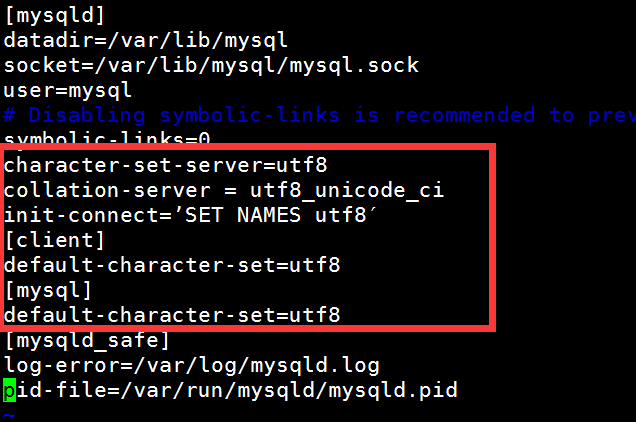 [mysqld]
datadir=/var/lib/mysql
socket=/var/lib/mysql/mysql.sock
user=mysql
# Disabling symbolic-links is recommended to prev
symbolic-links=0
character-set-server=utf8
collation-server = utf8_unicode_ci
init-connect=’SET NAMES utf8´
[client]
default-character-set=utf8
[mysql]
default-character-set=utf8
[mysqld_safe]
log-error=/var/log/mysqld.log
pid-file=/var/run/mysqld/mysqld.pid
~